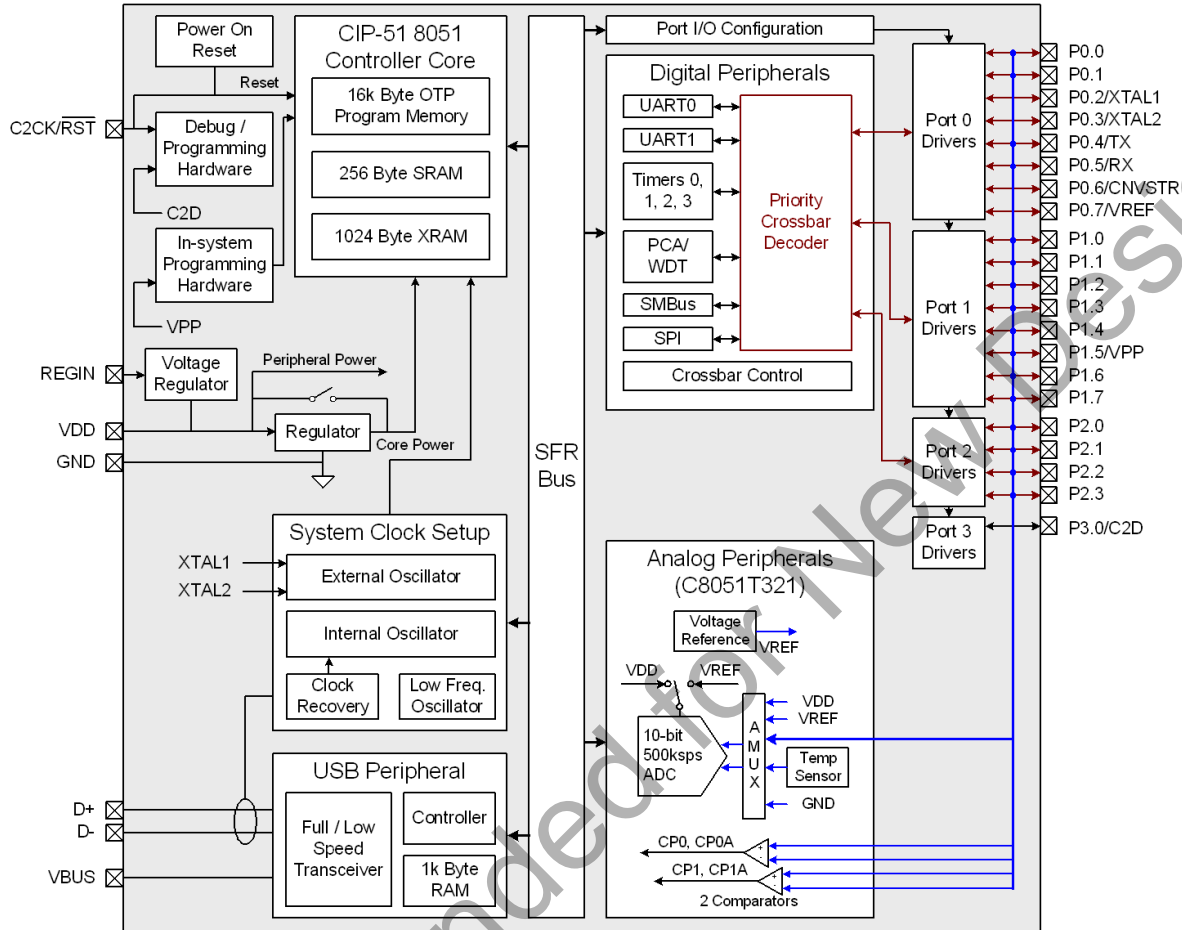 Power On
Reset
Reset
C2CK/RST
Debug /
Programming
Hardware
C2D
In-system
Programming
Hardware
VPP
CIP-51 8051
Controller Core
16k Byte OTP
Program Memory
256 Byte SRAM
1024 Byte XRAM
REGIN
Voltage
Regulator
Peripheral Power
VDD
Regulator
Core Power
GND
System Clock Setup
XTAL1
XTAL2
External Oscillator
Internal Oscillator
Clock
Recovery
Low Freq.
Oscillator
USB Peripheral
D+
D-
VBUS
Full / Low
Speed
Transceiver
Controller
1k Byte
RAM
SFR
Bus
Port I/O Configuration
Digital Peripherals
UART0
UART1
Timers 0,
1, 2, 3
PCA/
WDT
SMBus
SPI
Priority
Crossbar
Decoder
Crossbar Control
Port 0
Drivers
Port 1
Drivers
Port 2
Drivers
Port 3
Drivers
P0.0
P0.1
P0.2/XTAL1
P0.3/XTAL2
P0.4/TX
P0.5/RX
P0.6/CNVSTR
P0.7/VREF
P1.0
P1.1
P1.2
P1.3
P1.4
P1.5/VPP
P1.6
P1.7
P2.0
P2.1
P2.2
P2.3
P3.0/C2D
Analog Peripherals
(C8051T321)
Voltage
Reference
VREF
VDD
VREF
10-bit
500ksps
ADC
A
M
U
X
VDD
VREF
Temp
Sensor
GND
CP0, CP0A
+
-
CP1, CP1A
+
-
2 Comparators
nded for New Desi